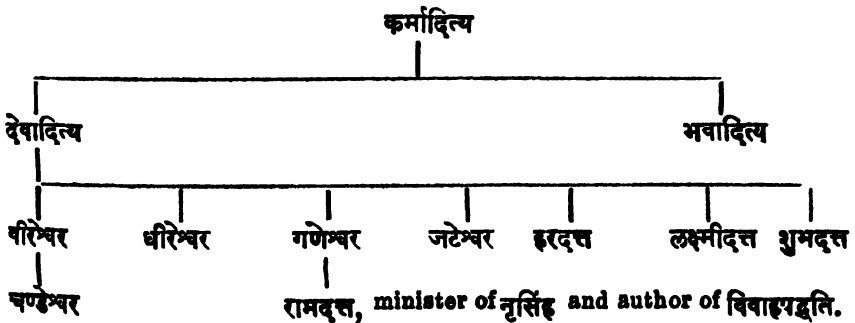 कर्मादित्य
देवादित्य भवादित्य
वीरेश्वर धीरेश्वर गणेश्वर जटेश्वर हरदत्त लक्ष्मीदत्त शुभदत्त
चण्डेश्वर रामदत्त, minister of नृसिंह and author of विवाहपद्धति.